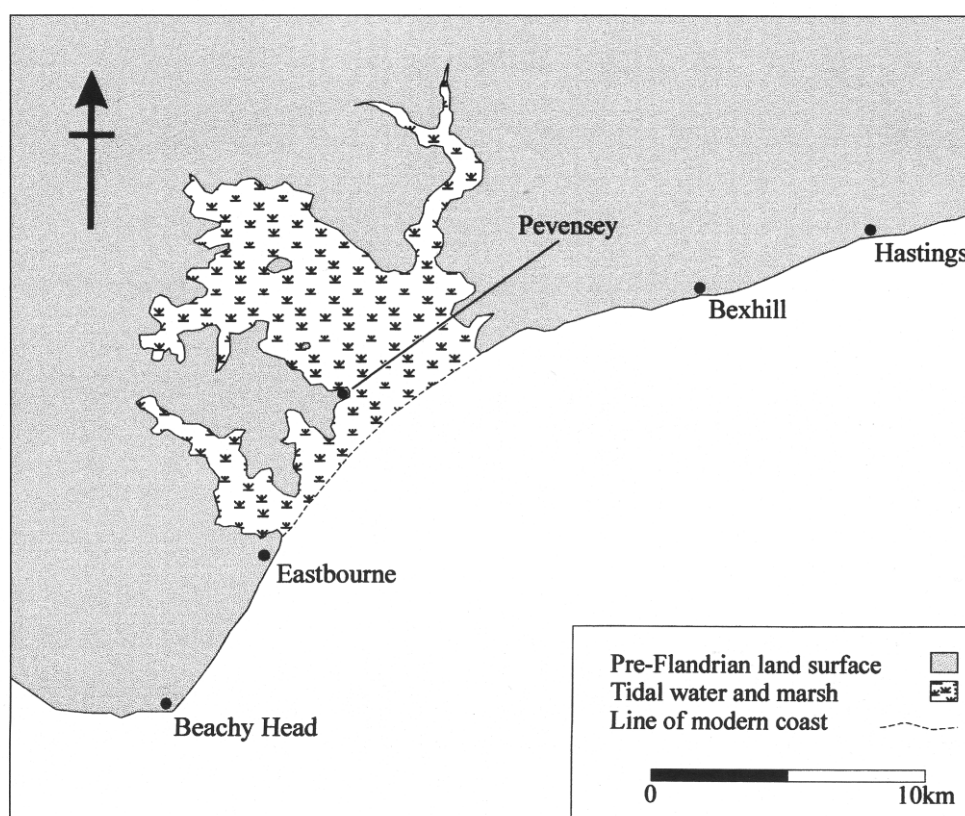 Pevensey
Hastings
Bexhill
Eastbourne
Beachy Head
Pre-Flandrian land surface
Tidal water and marsh
Line of modern coast
0 10km